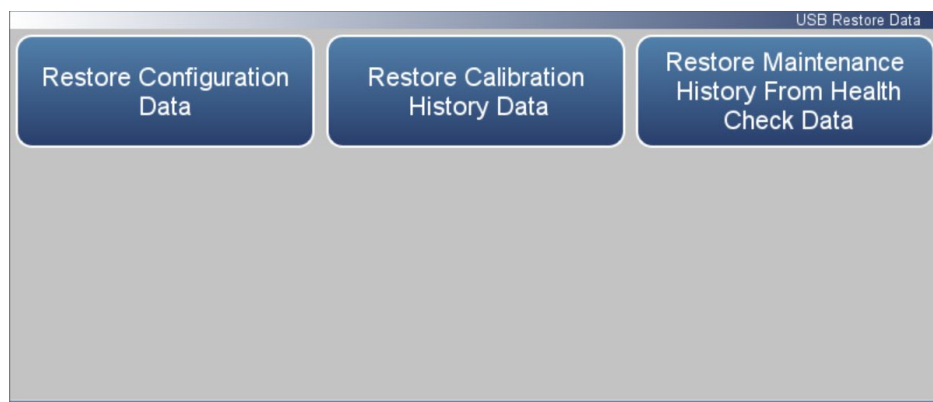 USB Restore Data
Restore Configuration
Data
Restore Calibration
History Data
Restore Maintenance
History From Health
Check Data